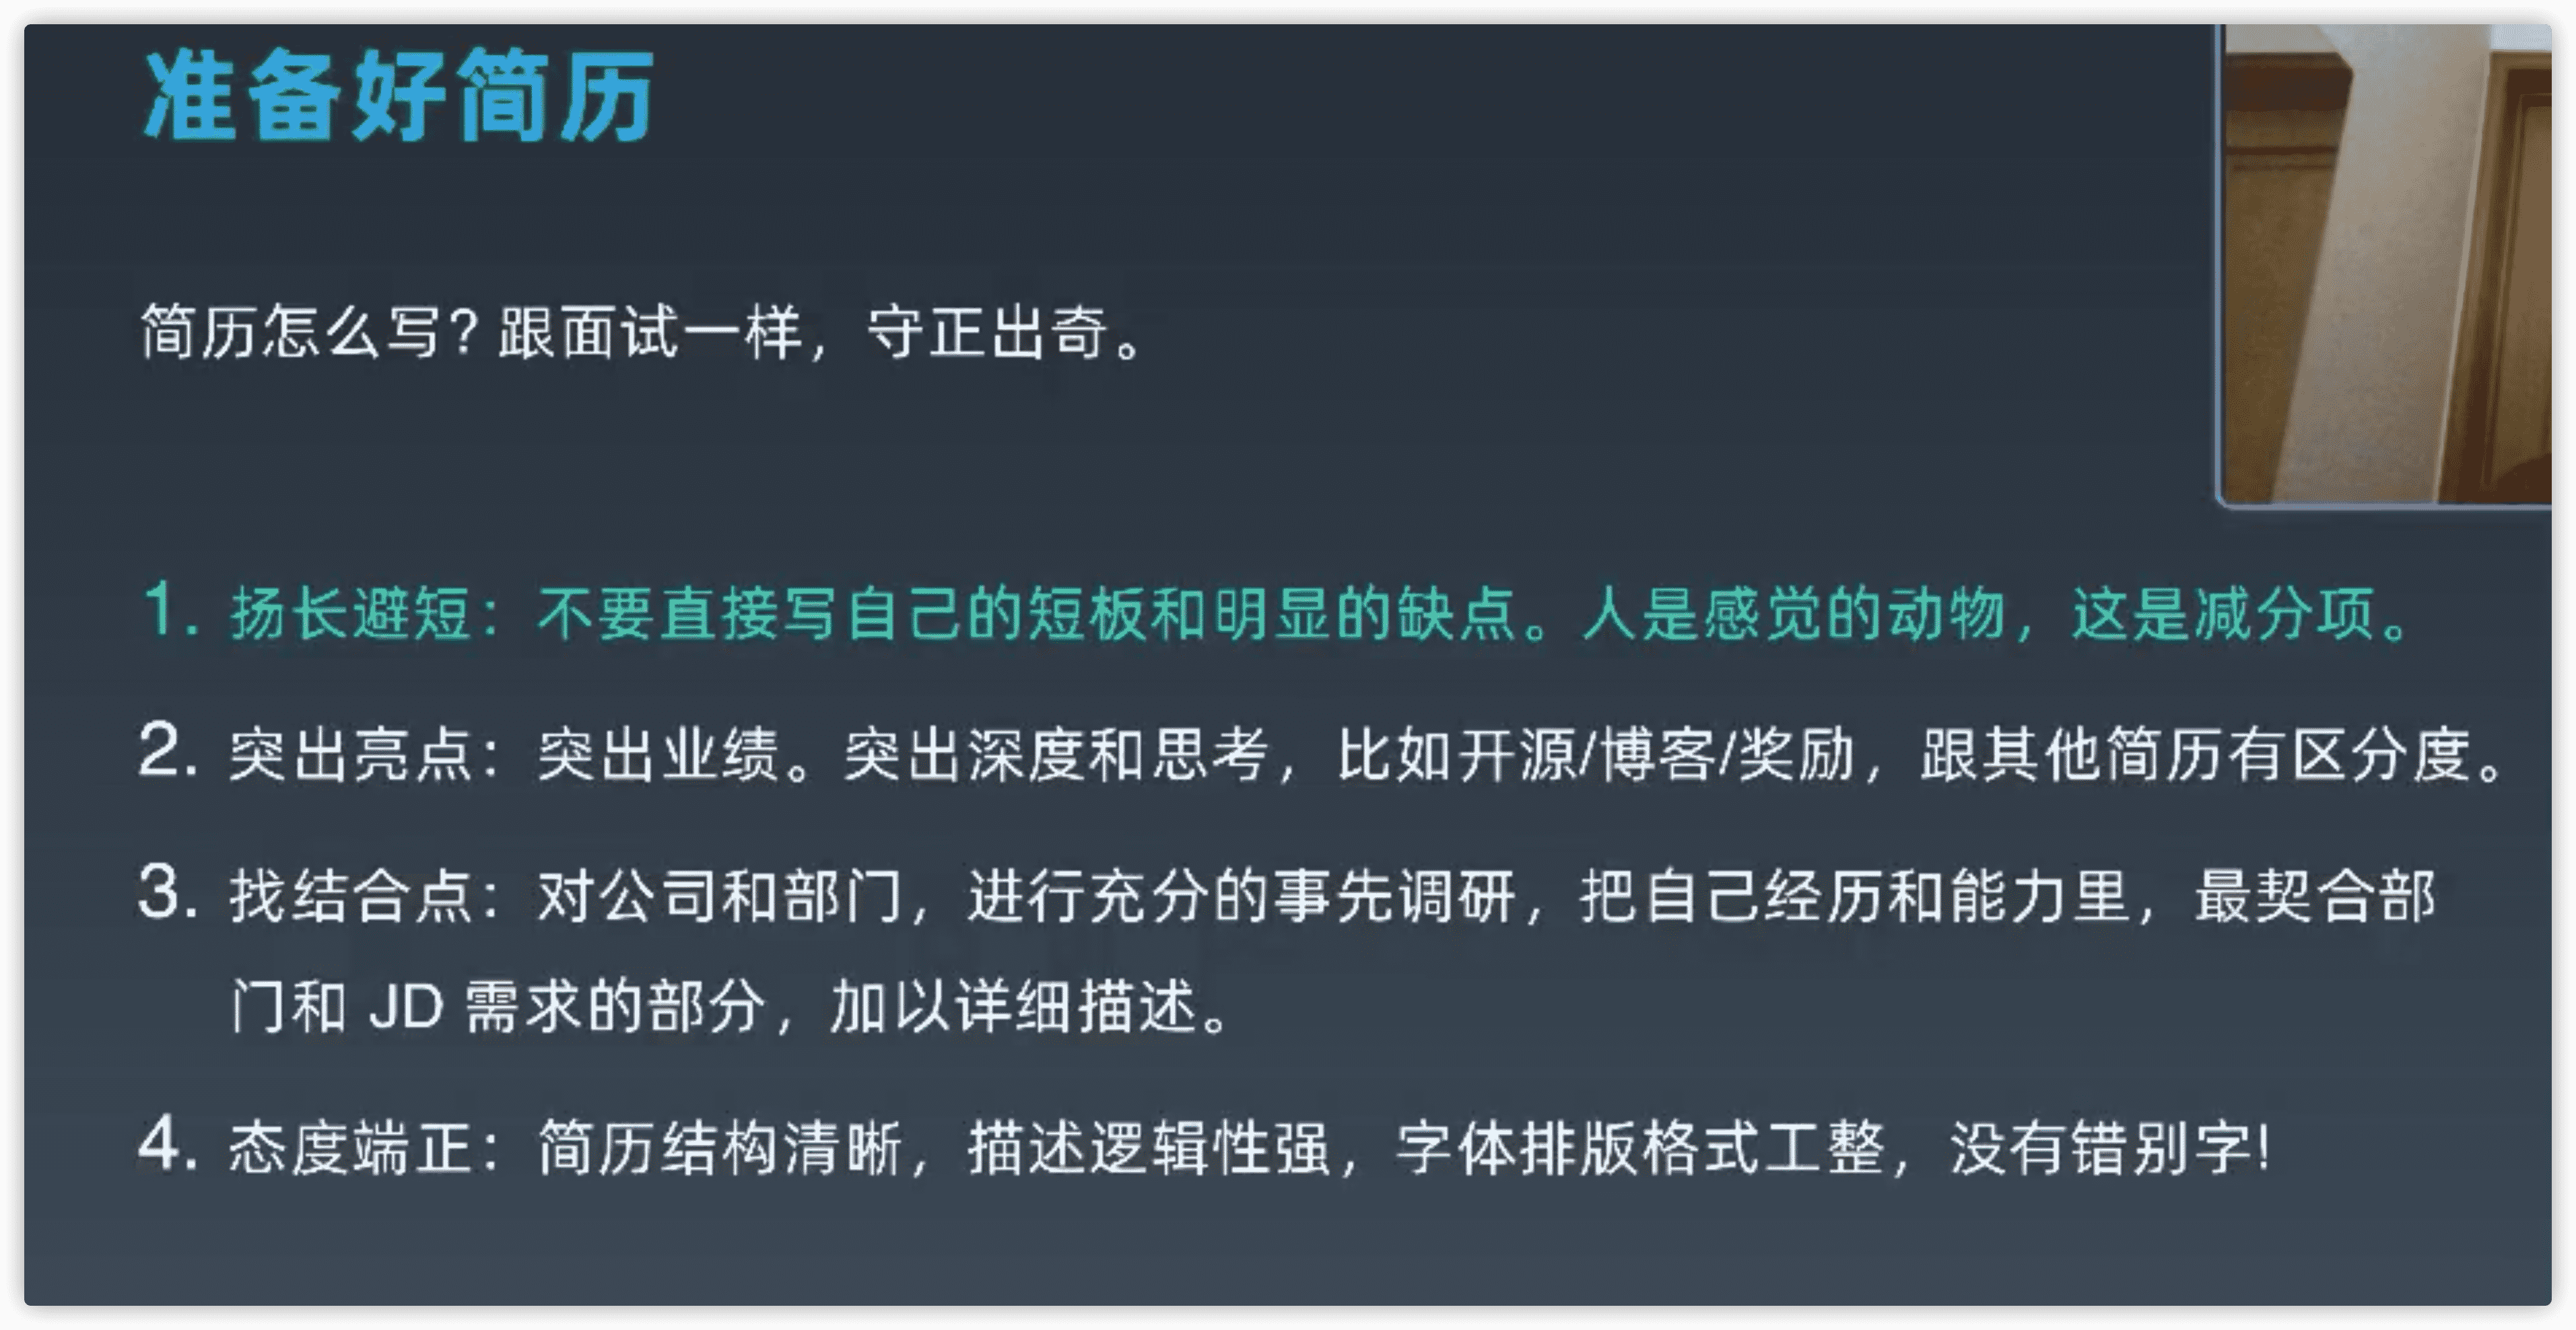 准备好简历
简历怎么写？跟面试一样，守正出奇。
1. 扬长避短：不要直接写自己的短板和明显的缺点。人是感觉的动物，这是减分项。
2. 突出亮点：突出业绩。突出深度和思考，比如开源/博客/奖励，跟其他简历有区分度。
3. 找结合点：对公司和部门，进行充分的事先调研，把自己经历和能力里，最契合部
门和 JD 需求的部分，加以详细描述。
4. 态度端正：简历结构清晰，描述逻辑性强，字体排版格式工整，没有错别字！